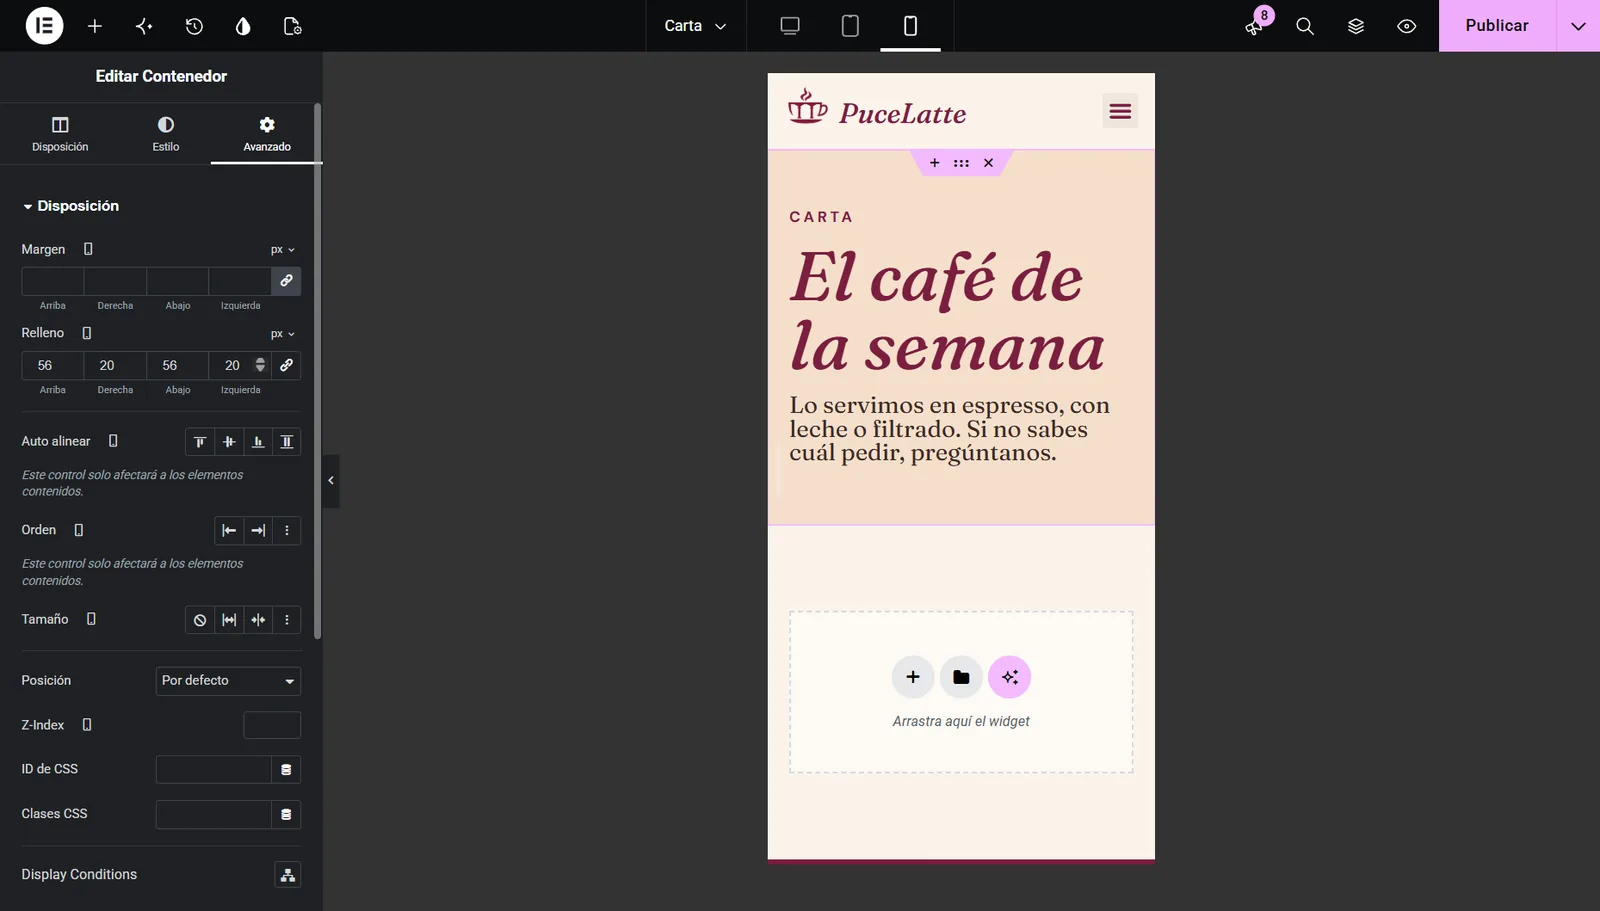 Carta
8
Publicar
Editar Contenedor
Disposición
Estilo
Avanzado
Disposición
Margen
px
Arriba
Derecha
Abajo
Izquierda
Relleno
px
56
20
56
20
Arriba
Derecha
Abajo
Izquierda
Auto alinear
Este control solo afectará a los elementos
contenidos.
Orden
Este control solo afectará a los elementos
contenidos.
Tamaño
Posición
Por defecto
Z-Index
ID de CSS
Clases CSS
Display Conditions
PuceLatte
CARTA
El café de
la semana
Lo servimos en espresso, con
leche o filtrado. Si no sabes
cuál pedir, pregúntanos.
Arrastra aquí el widget